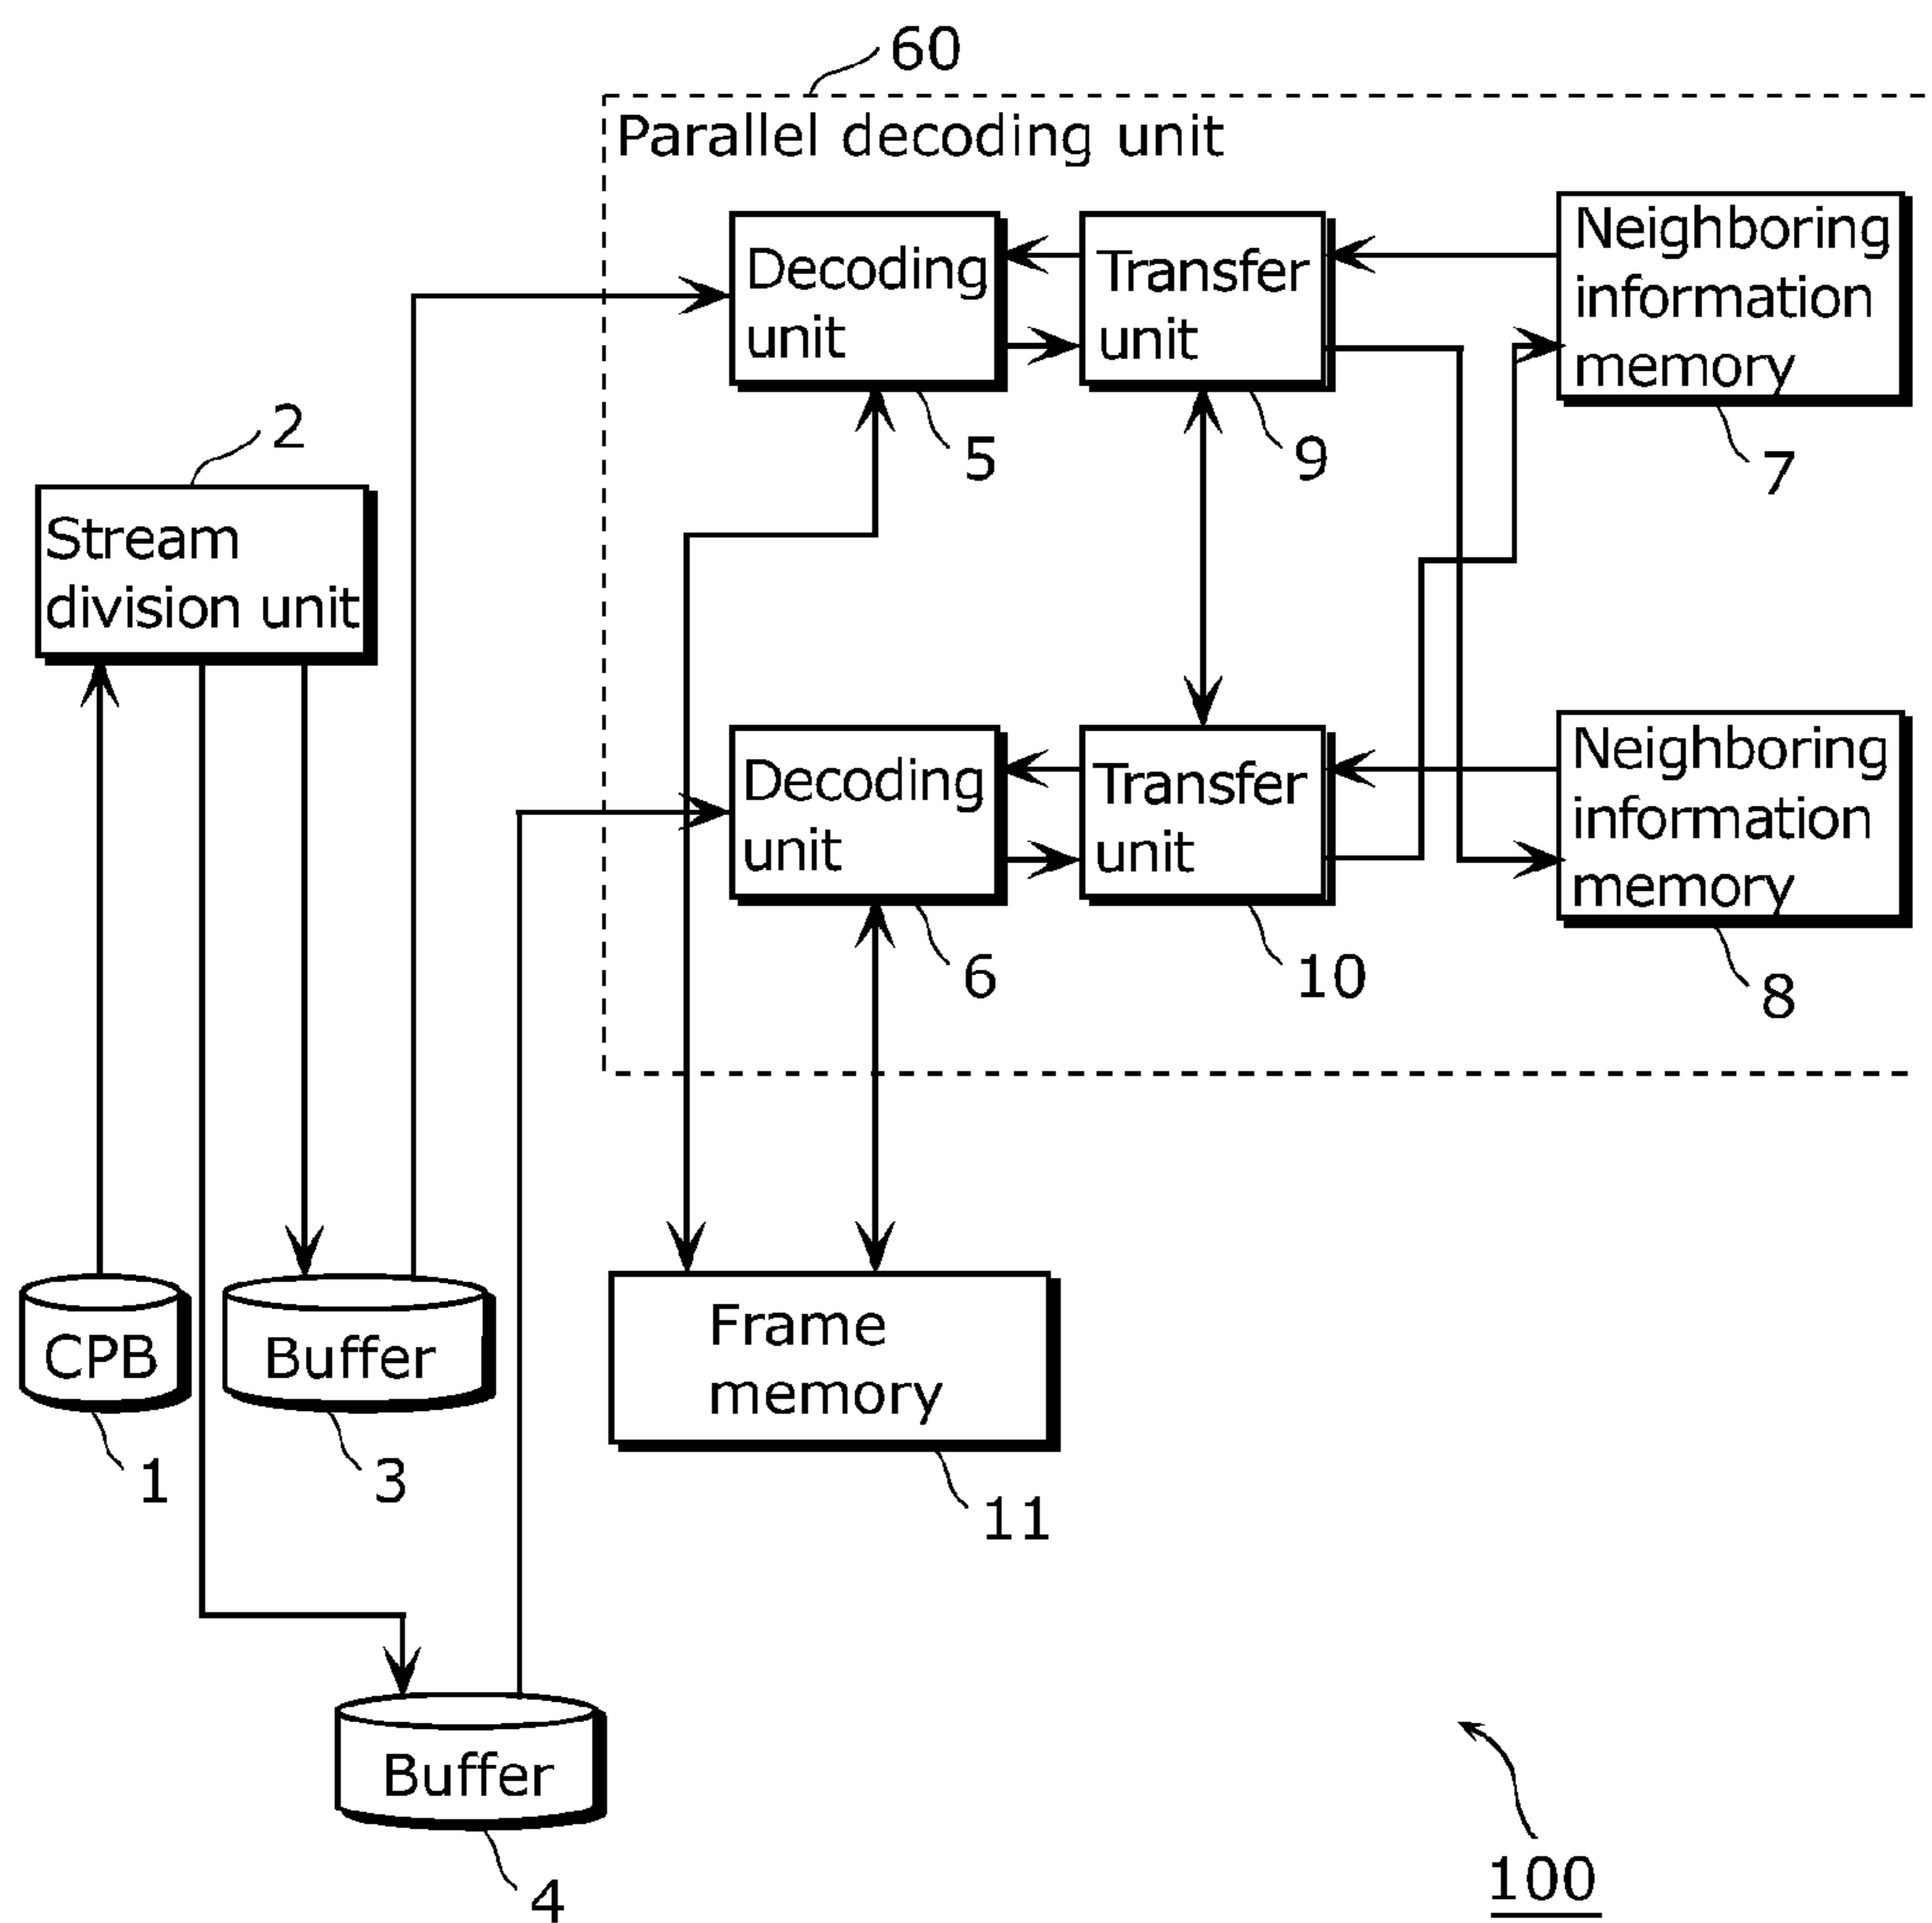 60
Parallel decoding unit
Decoding
unit
5
Transfer
unit
9
Neighboring
information
memory
7
2
Stream
division unit
Decoding
unit
6
Transfer
unit
10
Neighboring
information
memory
8
CPB
1
Buffer
3
Frame
memory
11
Buffer
4
100